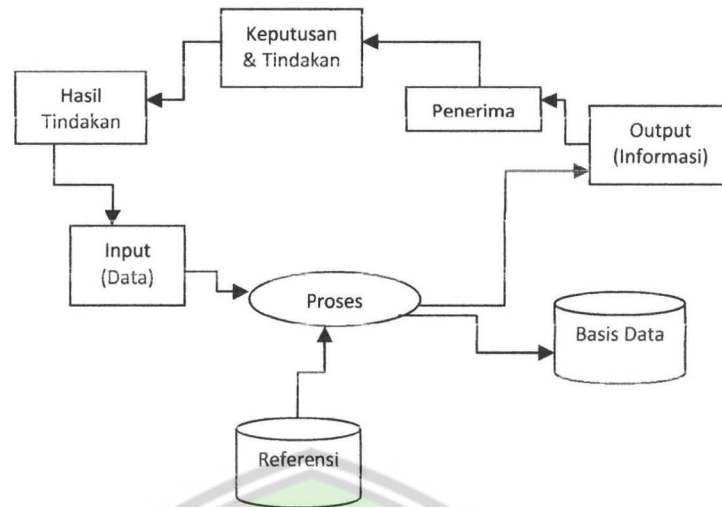 Keputusan
& Tindakan
Hasil
Tindakan
Penerima
Output
(Informasi)
Input
(Data)
Proses
Basis Data
Referensi